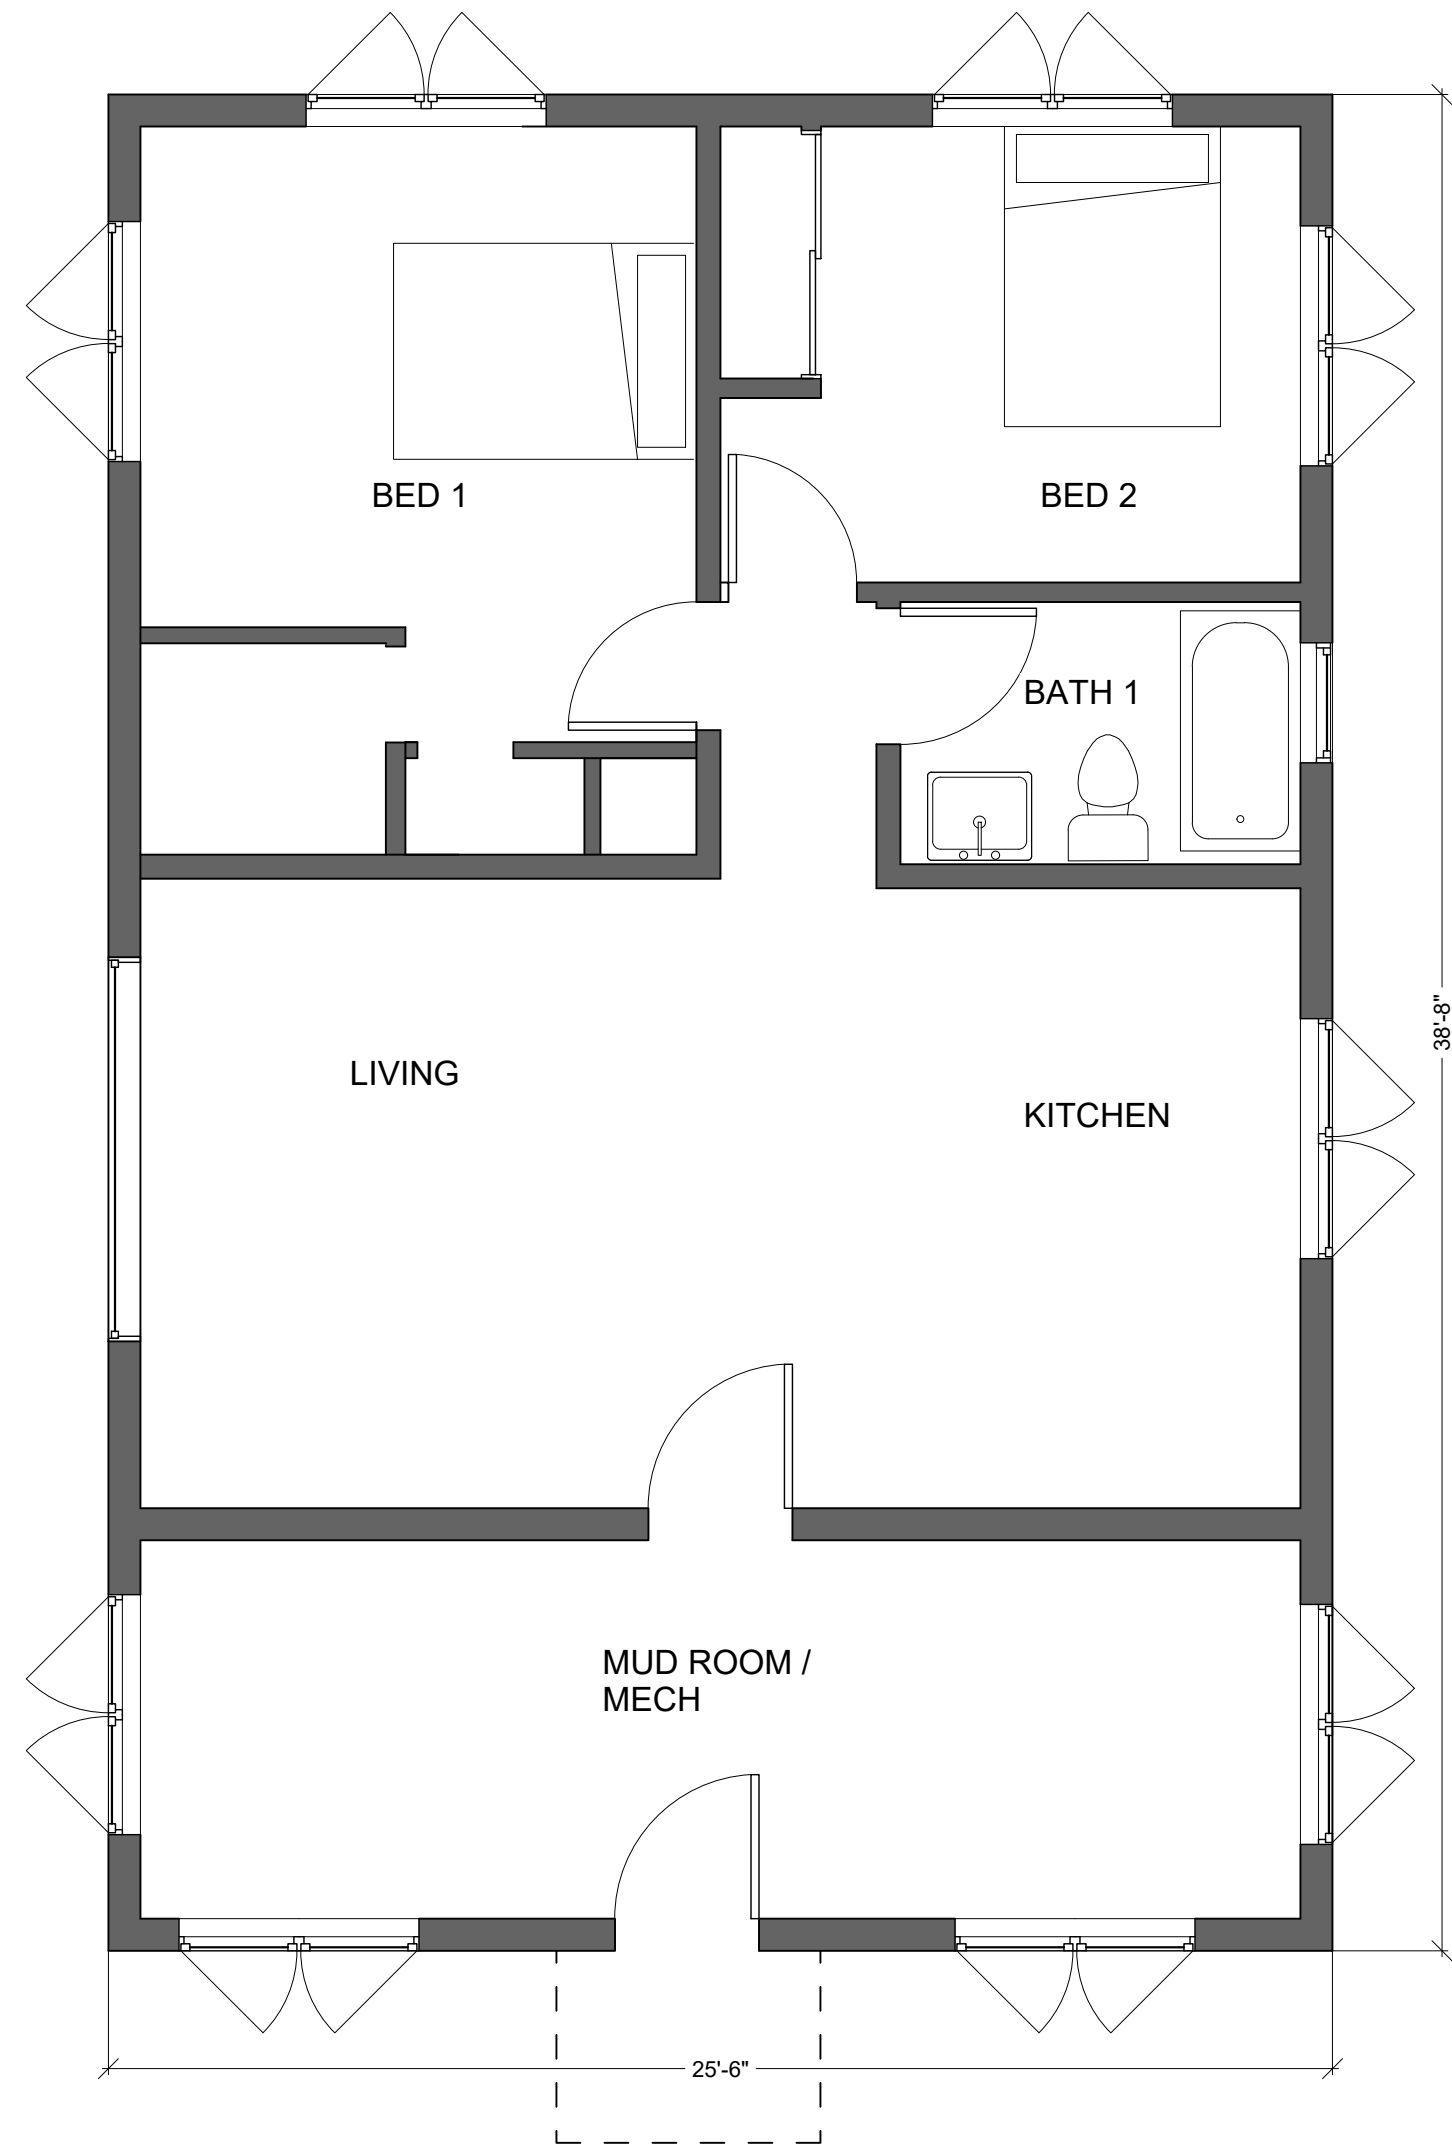 BED 1
BED 2
BATH 1
LIVING
KITCHEN
38'-8"
MUD ROOM /
MECH
25'-6"